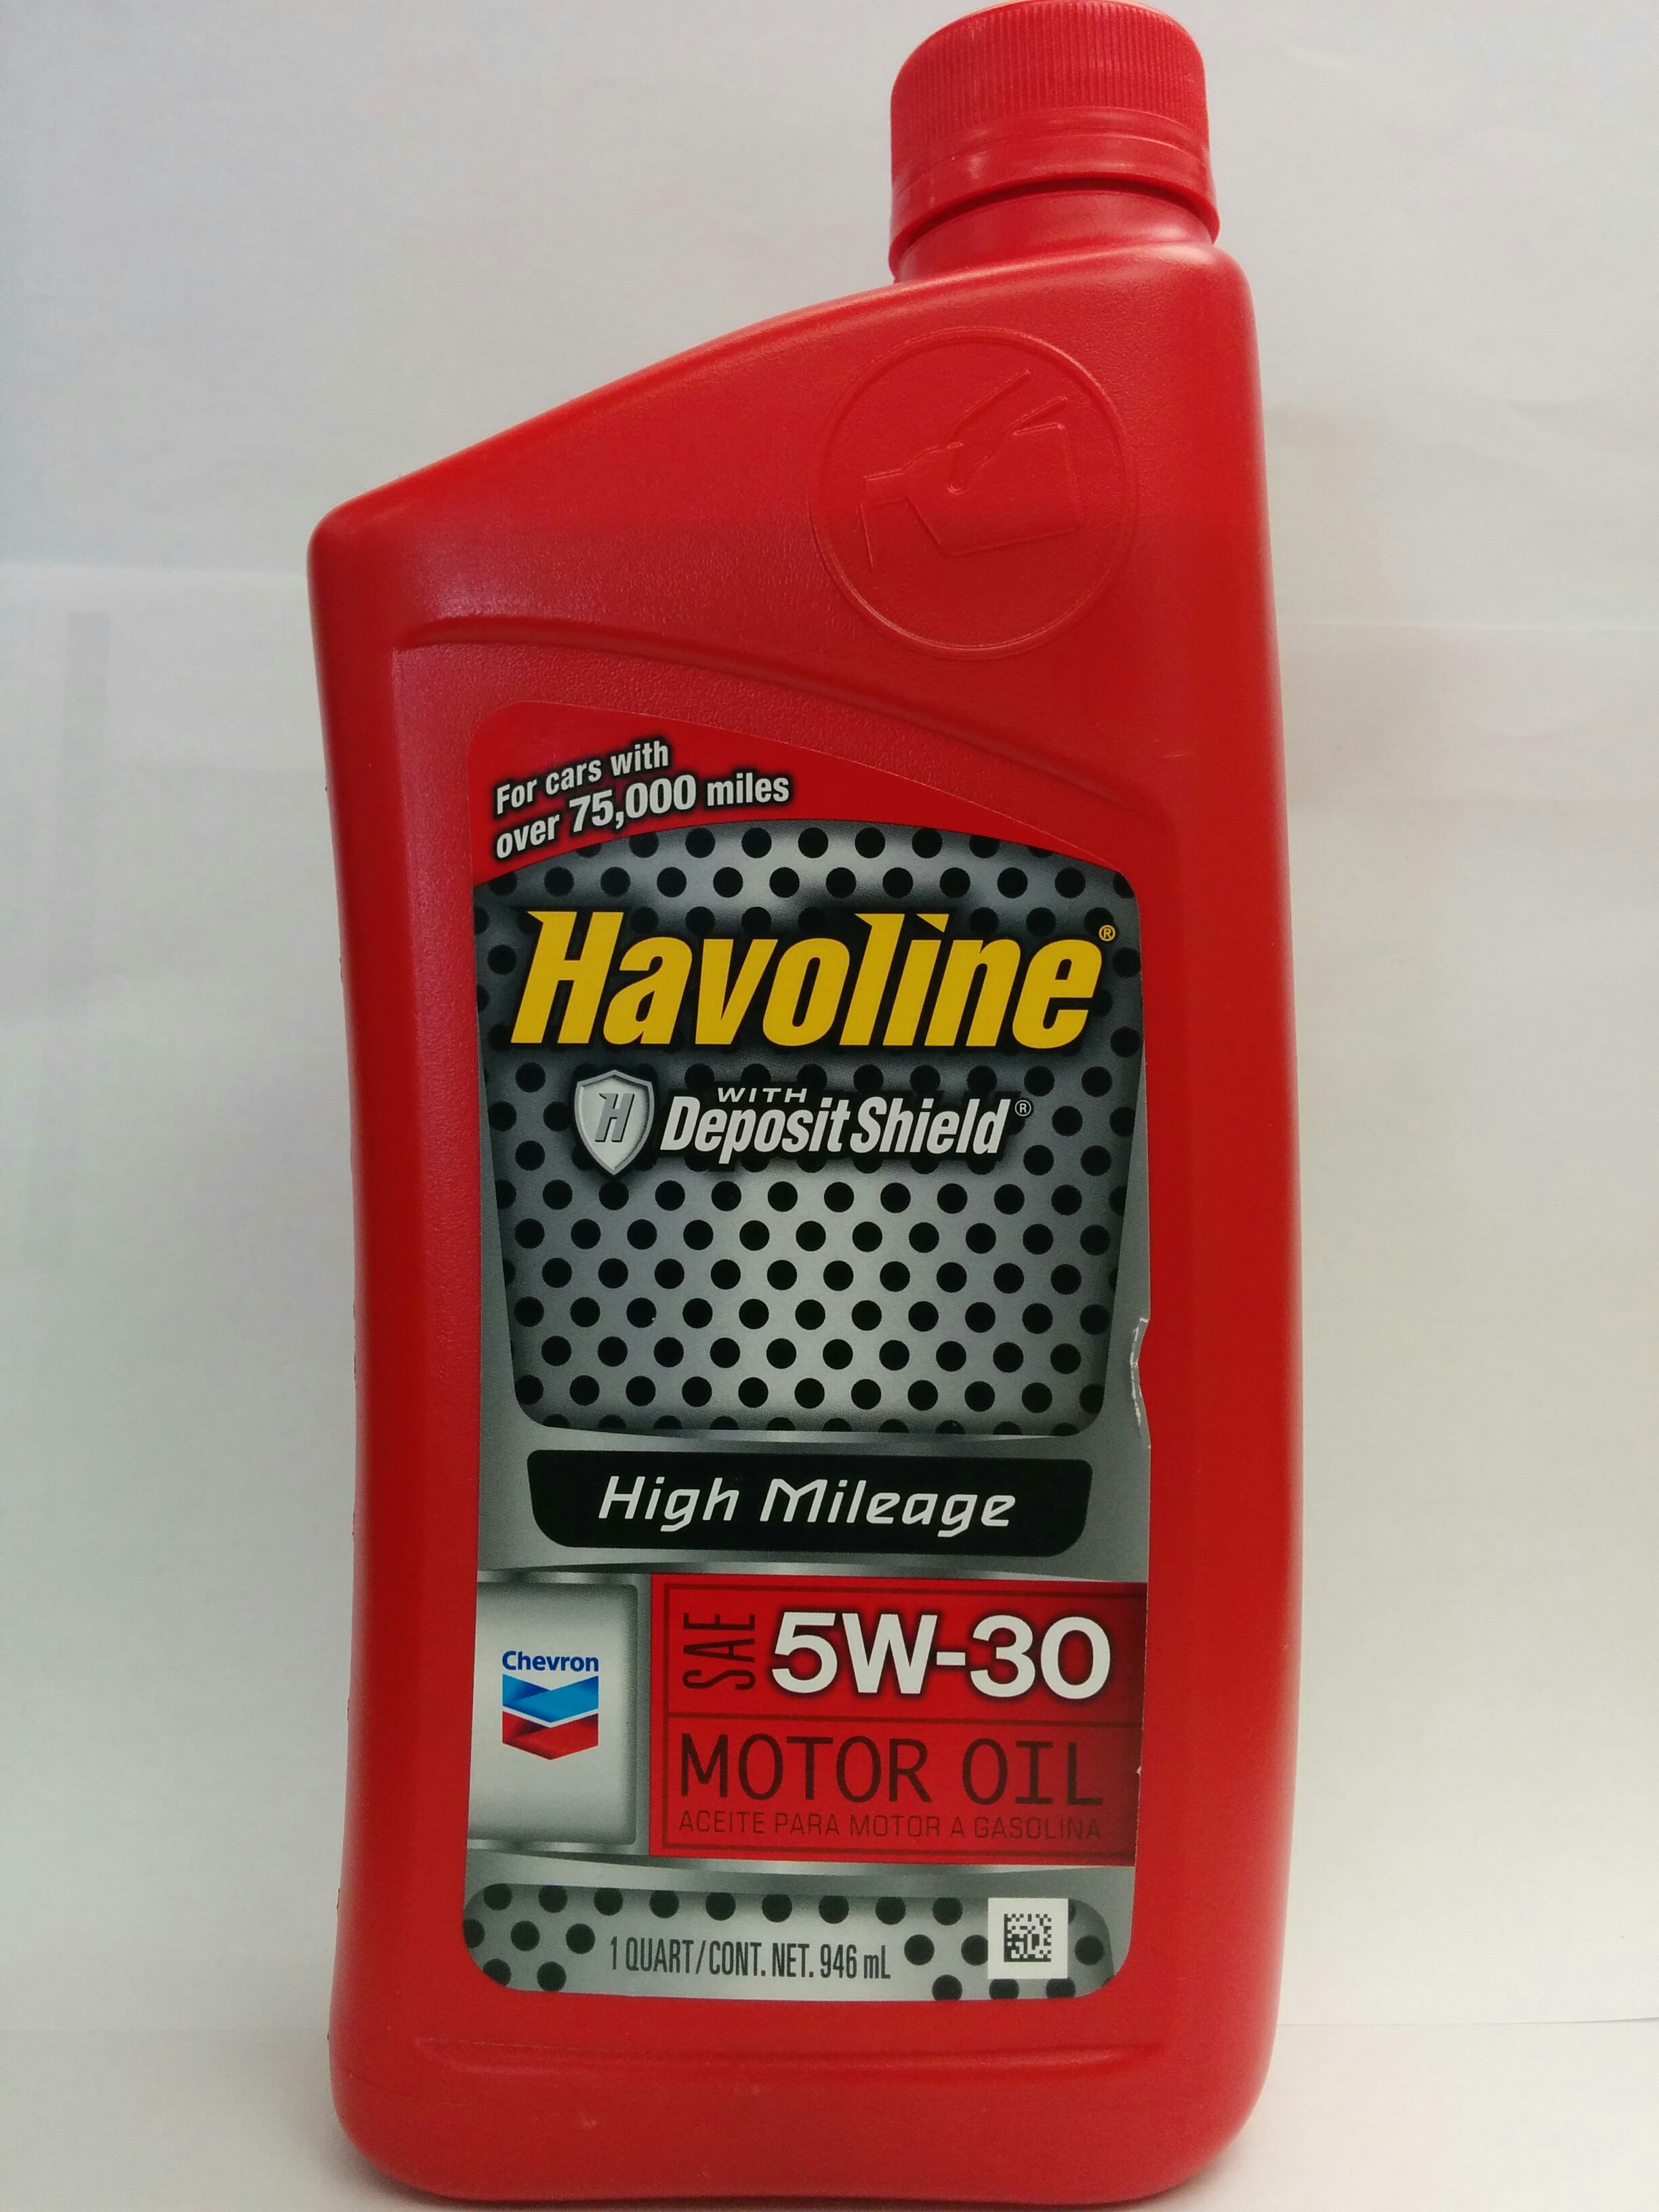 For cars with
over 75,000 miles
Havoline®
H
WITH
DepositShield®
High Mileage
Chevron
SAE 5W-30
MOTOR OIL
ACEITE PARA MOTOR A GASOLINA
1 QUART/CONT. NET. 946 mL